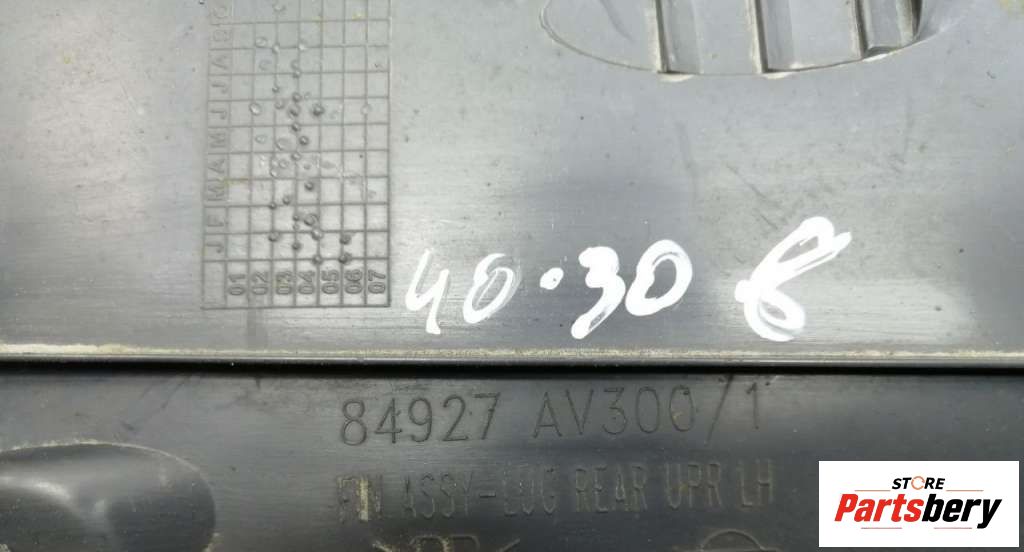 J F M A M J J A S O
01
02
03
04
05
06
07
40.30 8
84927 AV300/1
FIN ASSY-LUG REAR UPR LH
STORE
Partsbery